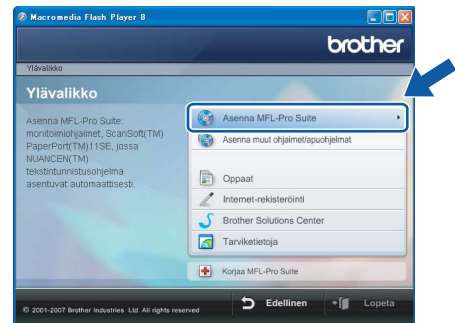 Macromedia Flash Player 8
brother
Ylävalikko
Ylävalikko
Asenna MFL-Pro Suite:
monitoimiohjaimet, ScanSoft(TM)
PaperPort(TM)11SE, jossa
NUANCEN(TM)
tekstintunnistusohjelma
asentuvat automaattisesti.
Asenna MFL-Pro Suite
Asenna muut ohjaimet/apuohjelmat
Oppaat
Internet-rekisteröinti
Brother Solutions Center
Tarviketietoja
Korjaa MFL-Pro Suite
© 2001-2007 Brother Industries Ltd. All rights reserved
Edellinen
Lopeta